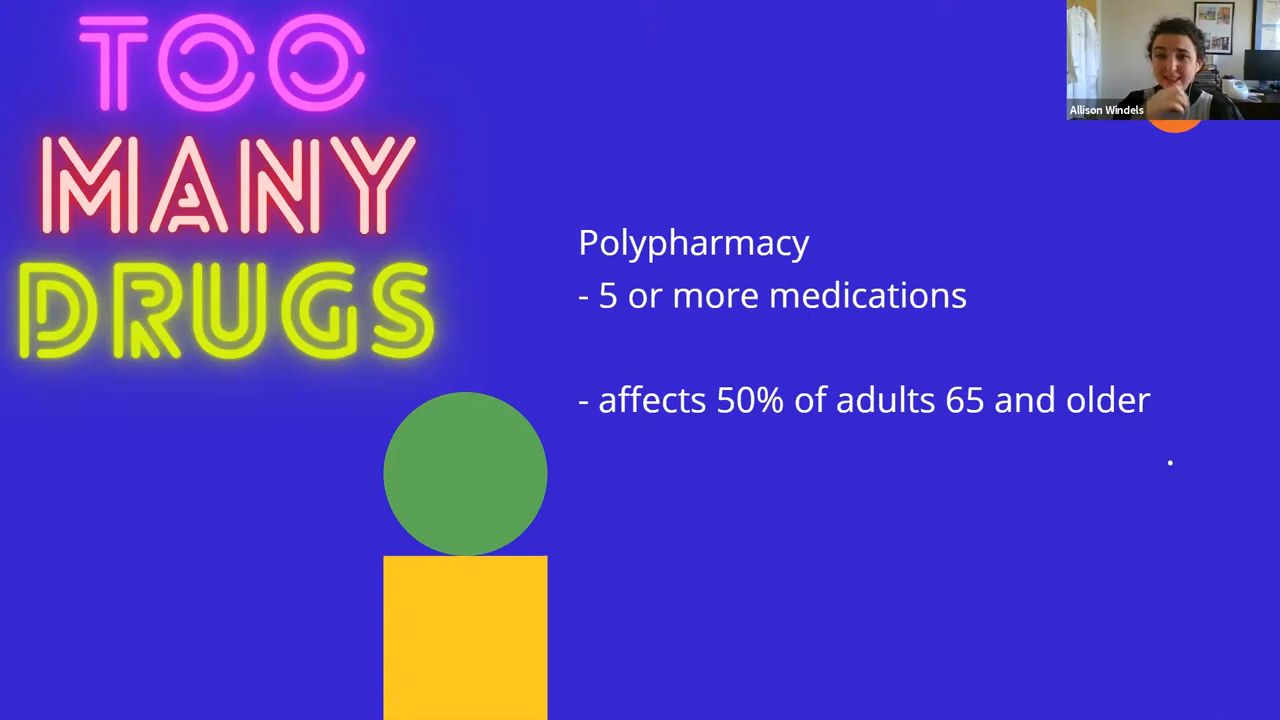 TOO
MANY
DRUGS
Allison Windels
Polypharmacy
- 5 or more medications
- affects 50% of adults 65 and older
.